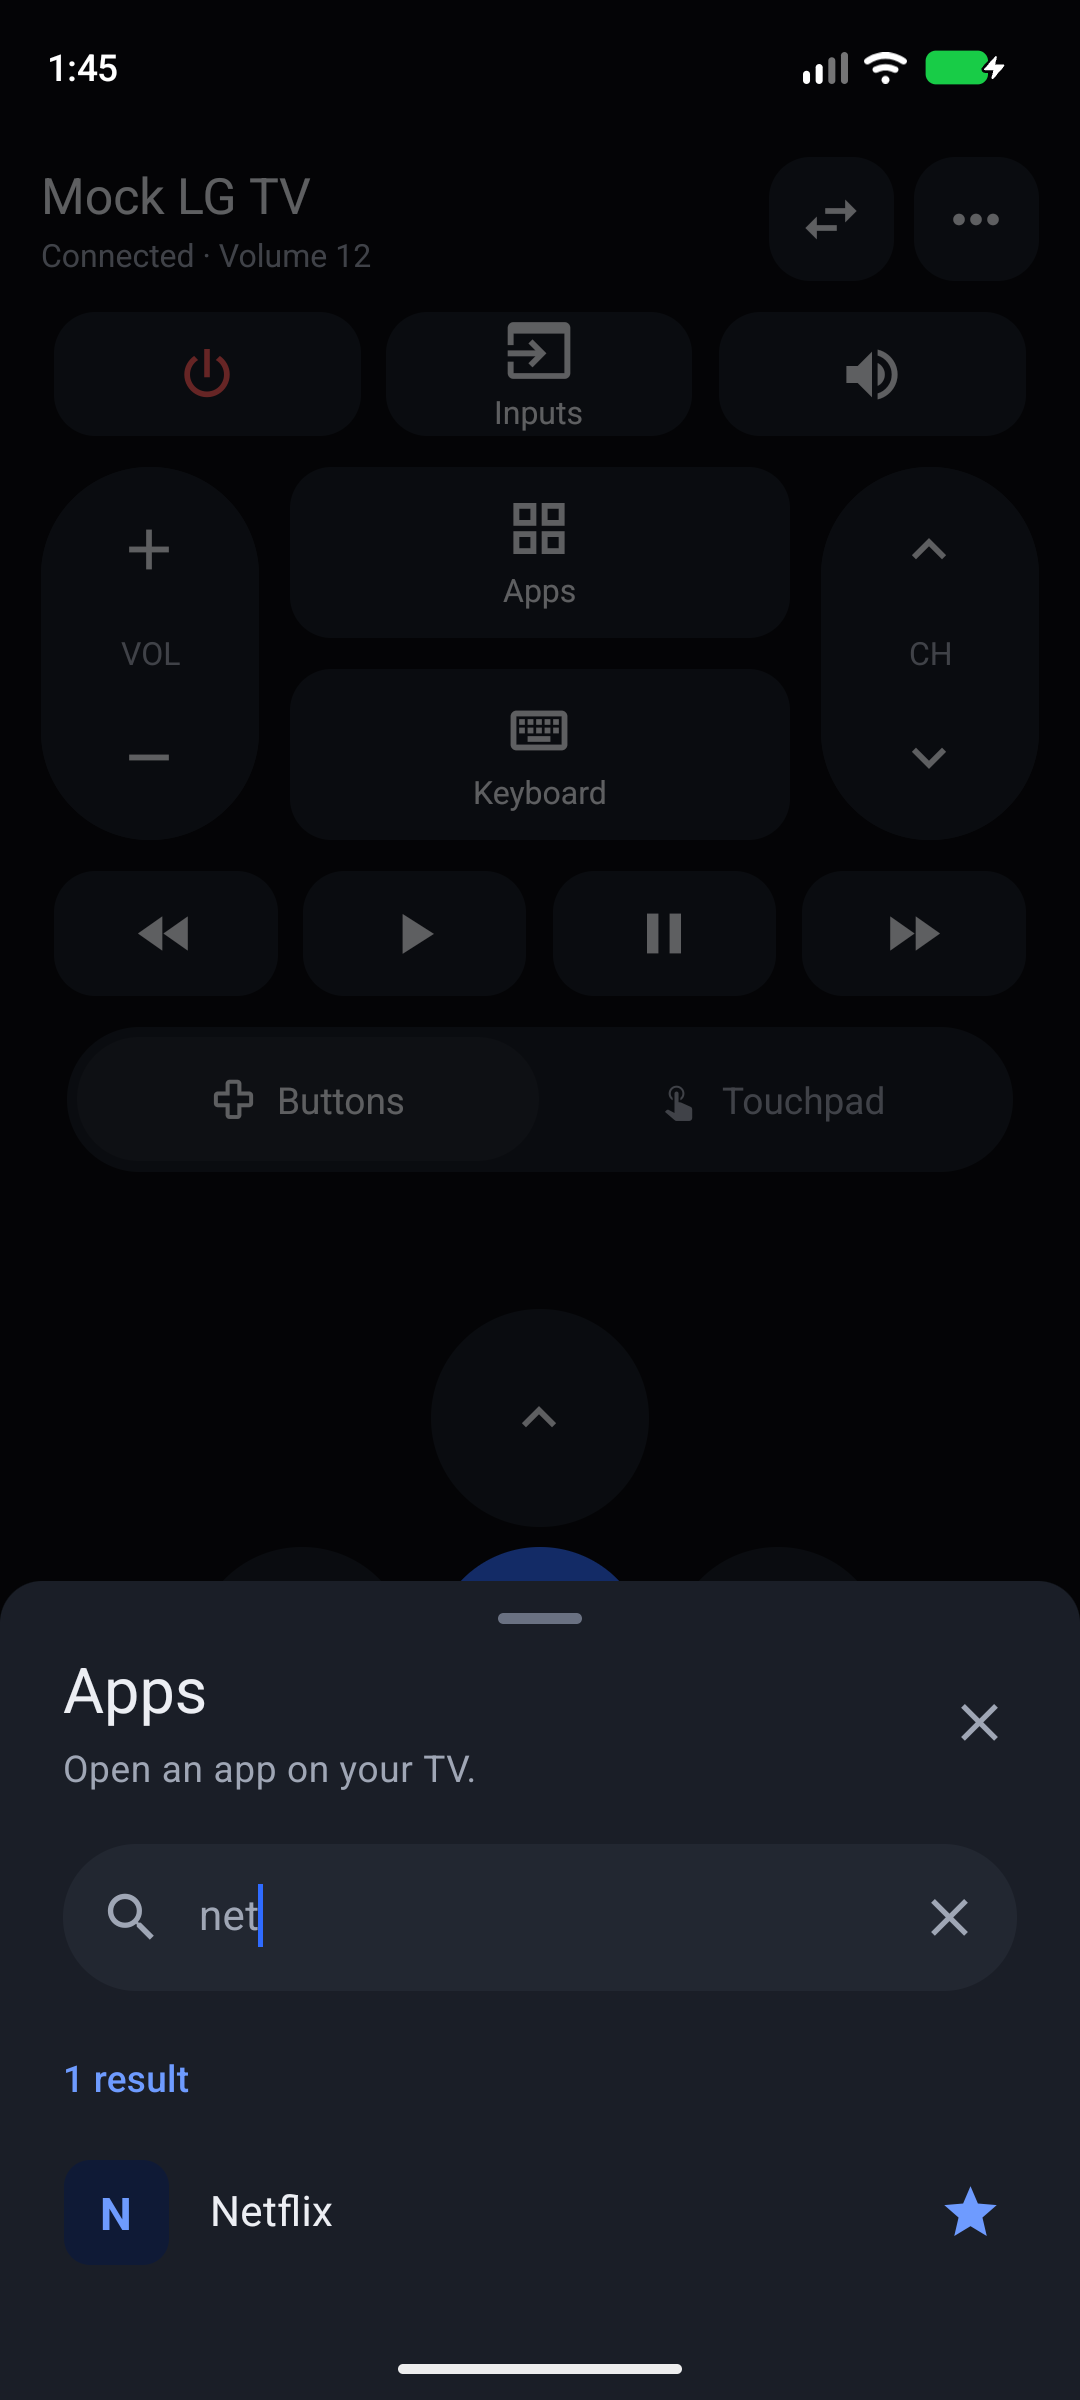 1:45
Mock LG TV
Connected · Volume 12
Inputs
Apps
VOL
CH
Keyboard
Buttons
Touchpad
Apps
Open an app on your TV.
net
1 result
N
Netflix